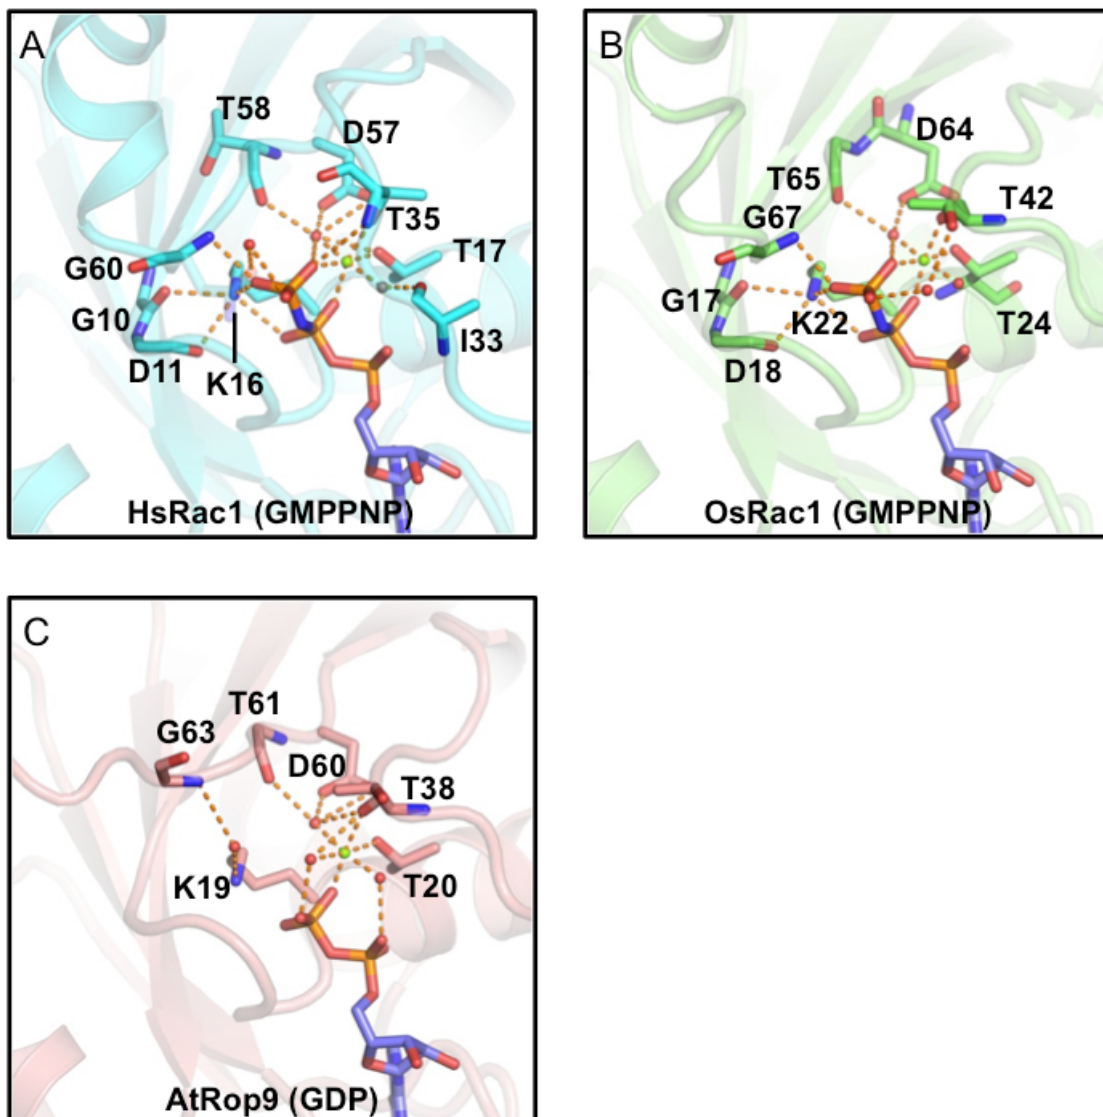 A
T58
D57
T35
T17
G60
G10
D11
K16
I33
HsRac1 (GMPPNP)
B
D64
T65
T42
G67
G17
K22
T24
D18
OsRac1 (GMPPNP)
C
T61
G63
D60
T38
K19
T20
AtRop9 (GDP)